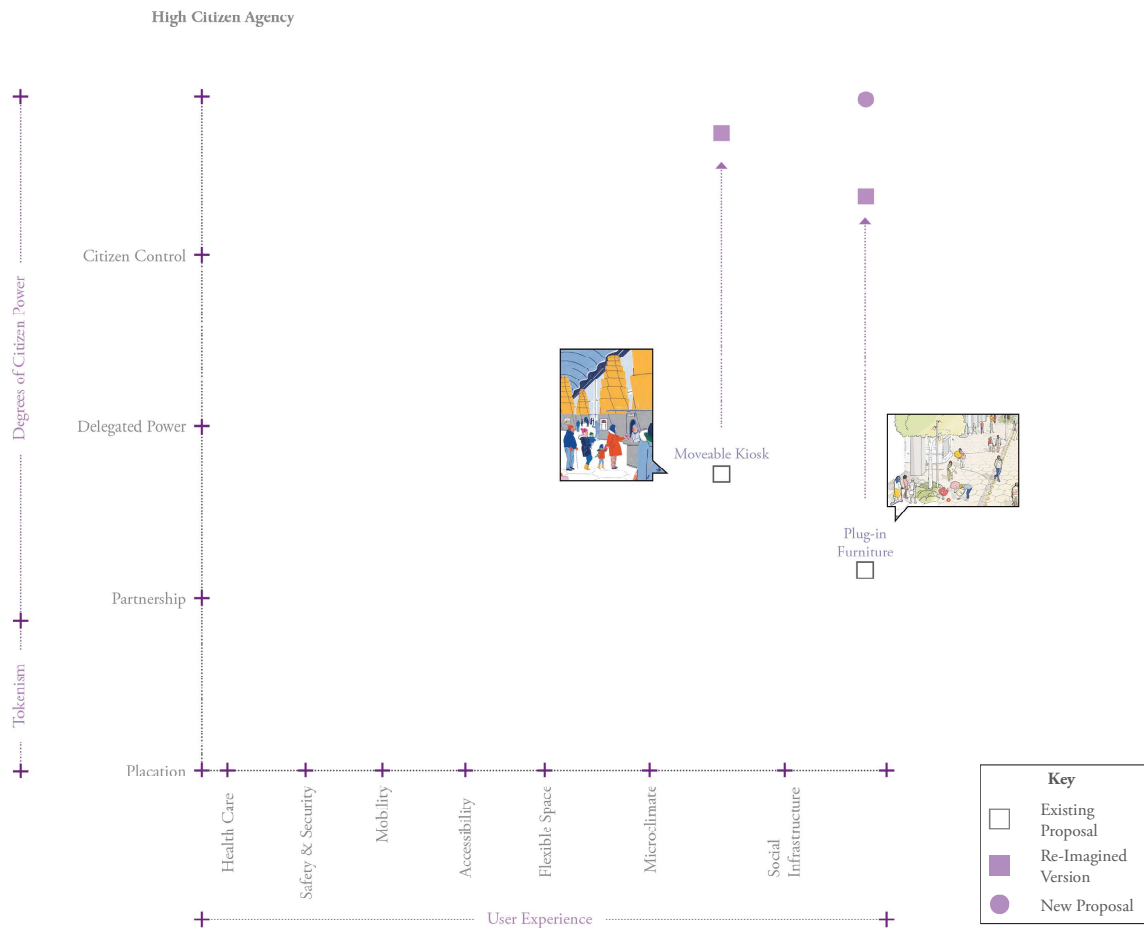 High Citizen Agency
Degrees of Citizen Power
Tokenism
Citizen Control
Delegated Power
Partnership
Placation
Moveable Kiosk
Plug-in
Furniture
Health Care
Safety & Security
Mobility
Accessibility
Flexible Space
Microclimate
Social
Infrastructure
User Experience
Key
Existing
Proposal
Re-Imagined
Version
New Proposal